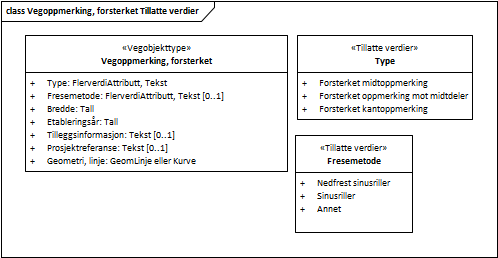 class Vegoppmerking, forsterket Tillatte verdier
«Vegobjekttype»
Vegoppmerking, forsterket
+ Type: FlerverdiAttributt, Tekst
+ Fresemetode: FlerverdiAttributt, Tekst [0..1]
+ Bredde: Tall
+ Etableringsår: Tall
+ Tilleggsinformasjon: Tekst [0..1]
+ Prosjektreferanse: Tekst [0..1]
+ Geometri, linje: GeomLinje eller Kurve
«Tillatte verdier»
Type
+ Forsterket midtoppmerking
+ Forsterket oppmerking mot midtdeler
+ Forsterket kantoppmerking
«Tillatte verdier»
Fresemetode
+ Nedfrest sinusriller
+ Sinusriller
+ Annet